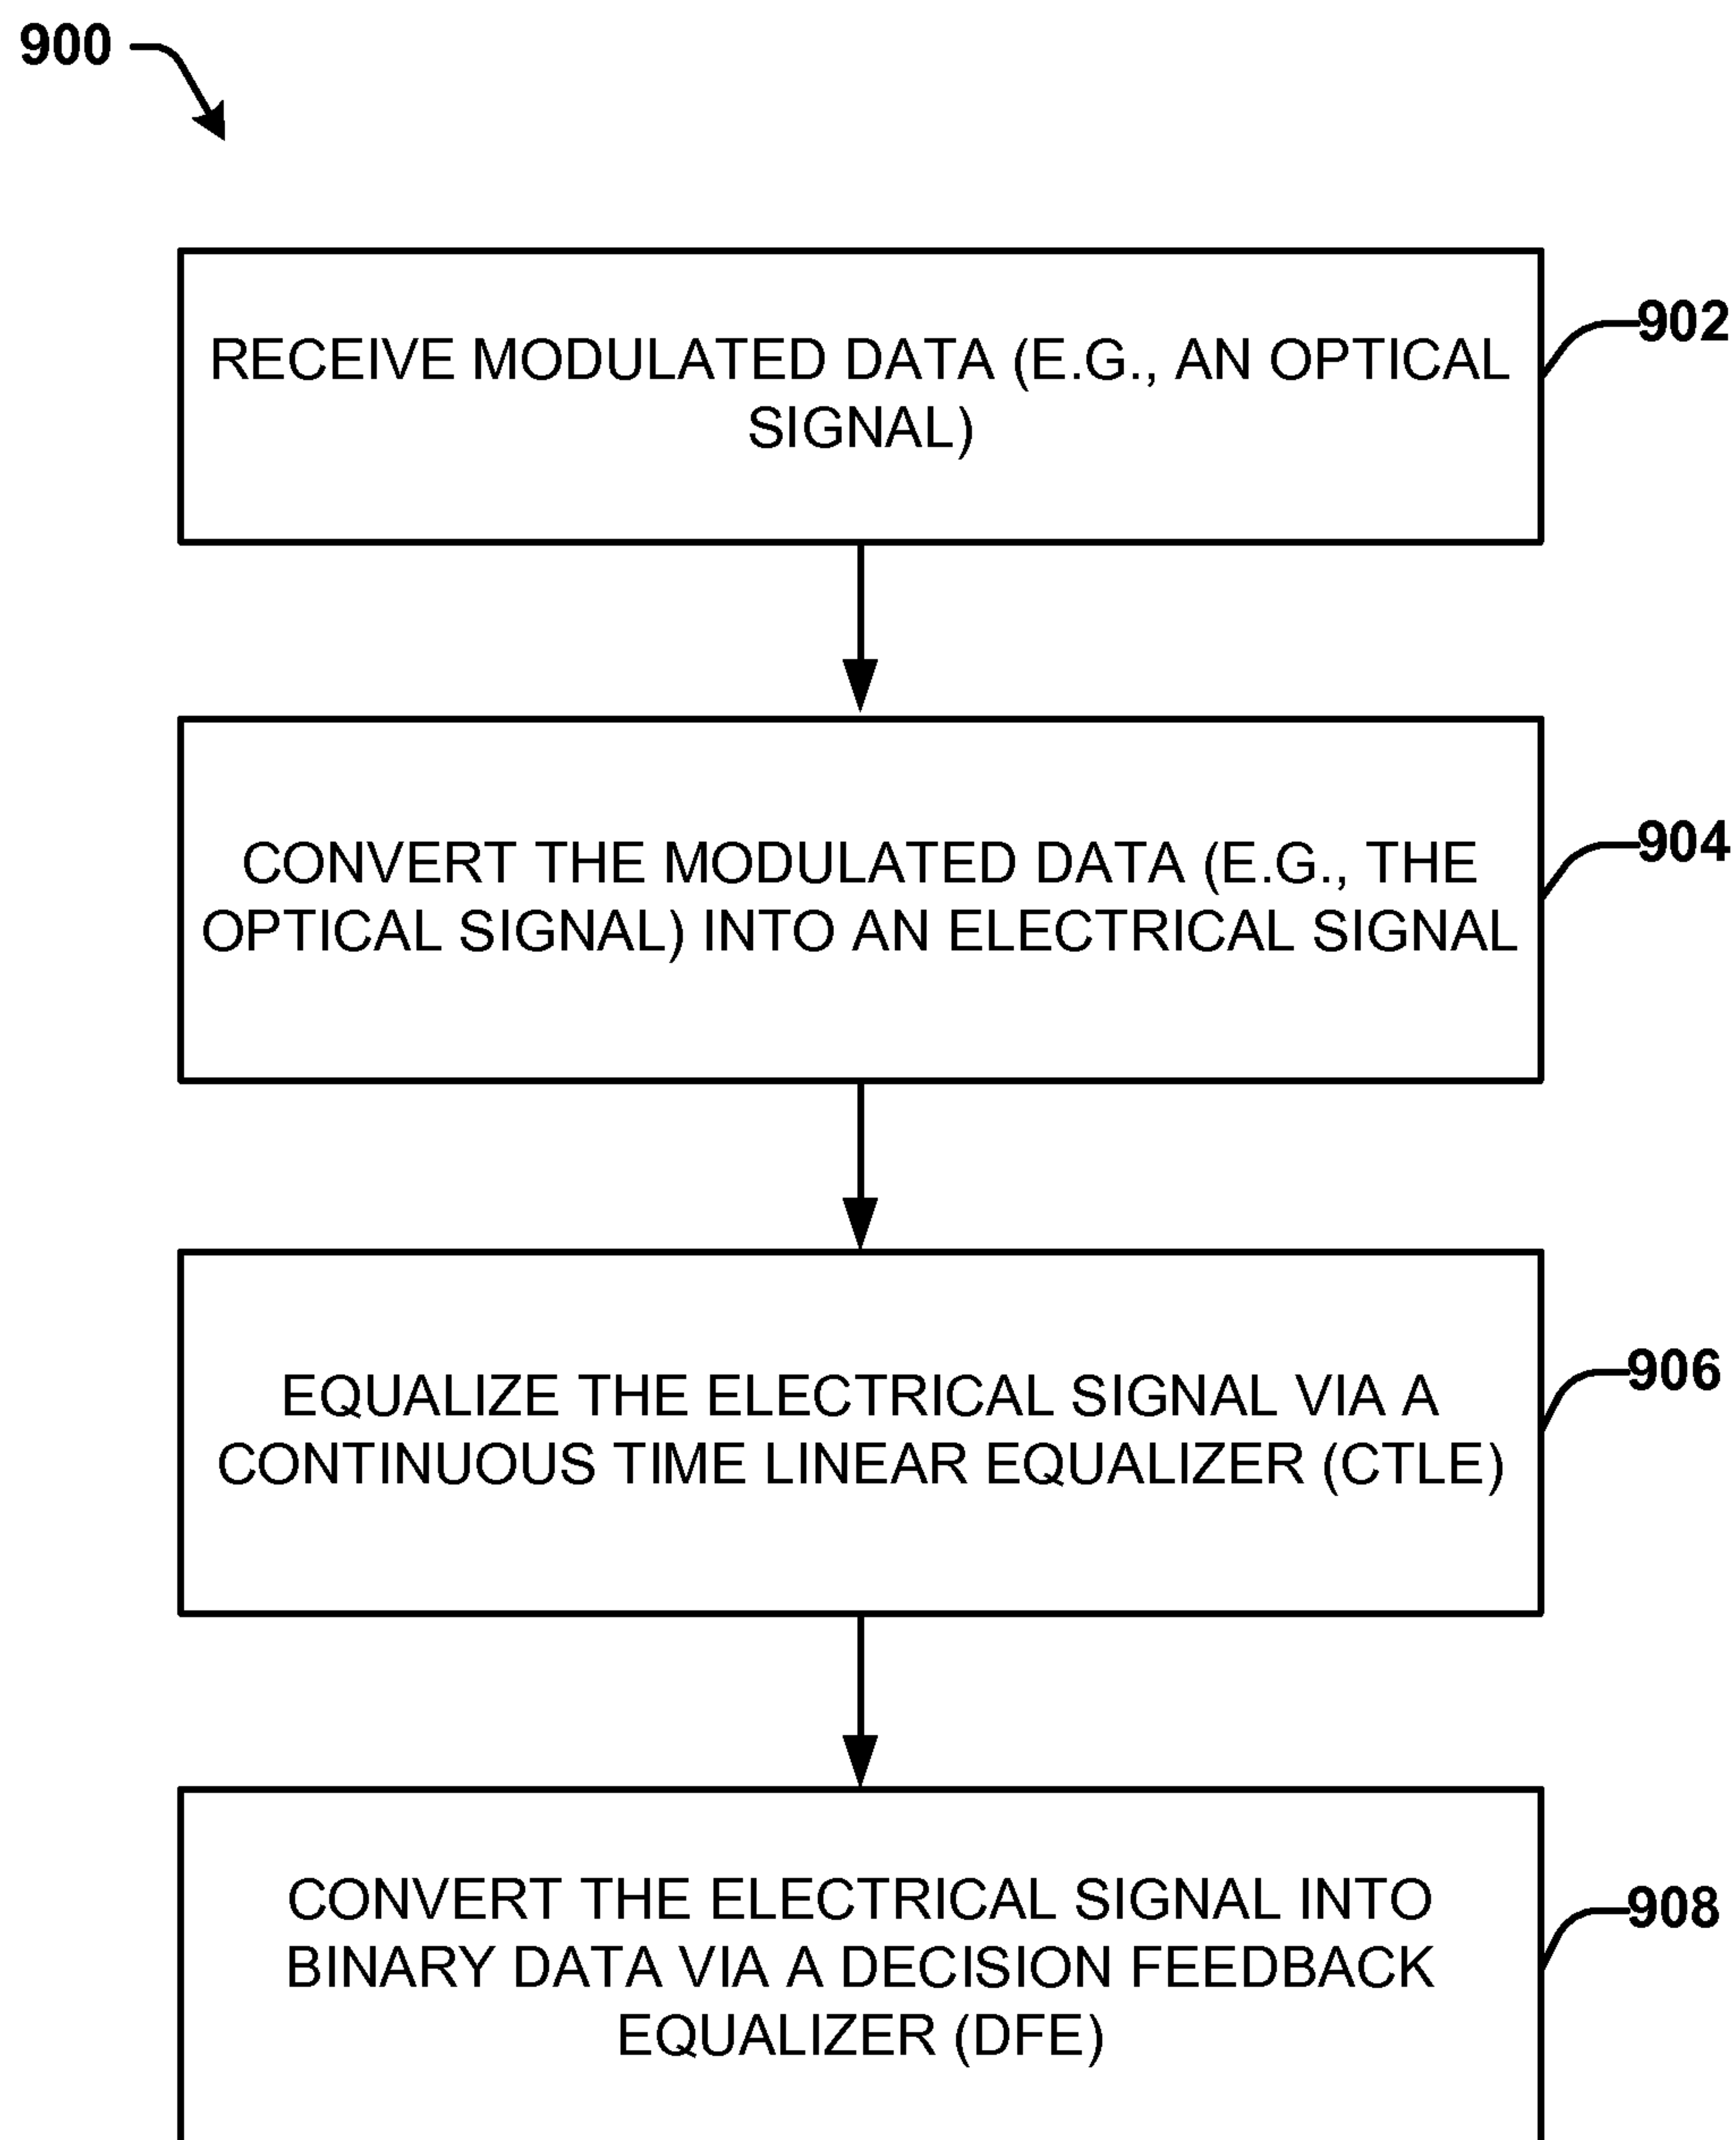 900
RECEIVE MODULATED DATA (E.G., AN OPTICAL
SIGNAL)
902
CONVERT THE MODULATED DATA (E.G., THE
OPTICAL SIGNAL) INTO AN ELECTRICAL SIGNAL
904
EQUALIZE THE ELECTRICAL SIGNAL VIA A
CONTINUOUS TIME LINEAR EQUALIZER (CTLE)
906
CONVERT THE ELECTRICAL SIGNAL INTO
BINARY DATA VIA A DECISION FEEDBACK
EQUALIZER (DFE)
908